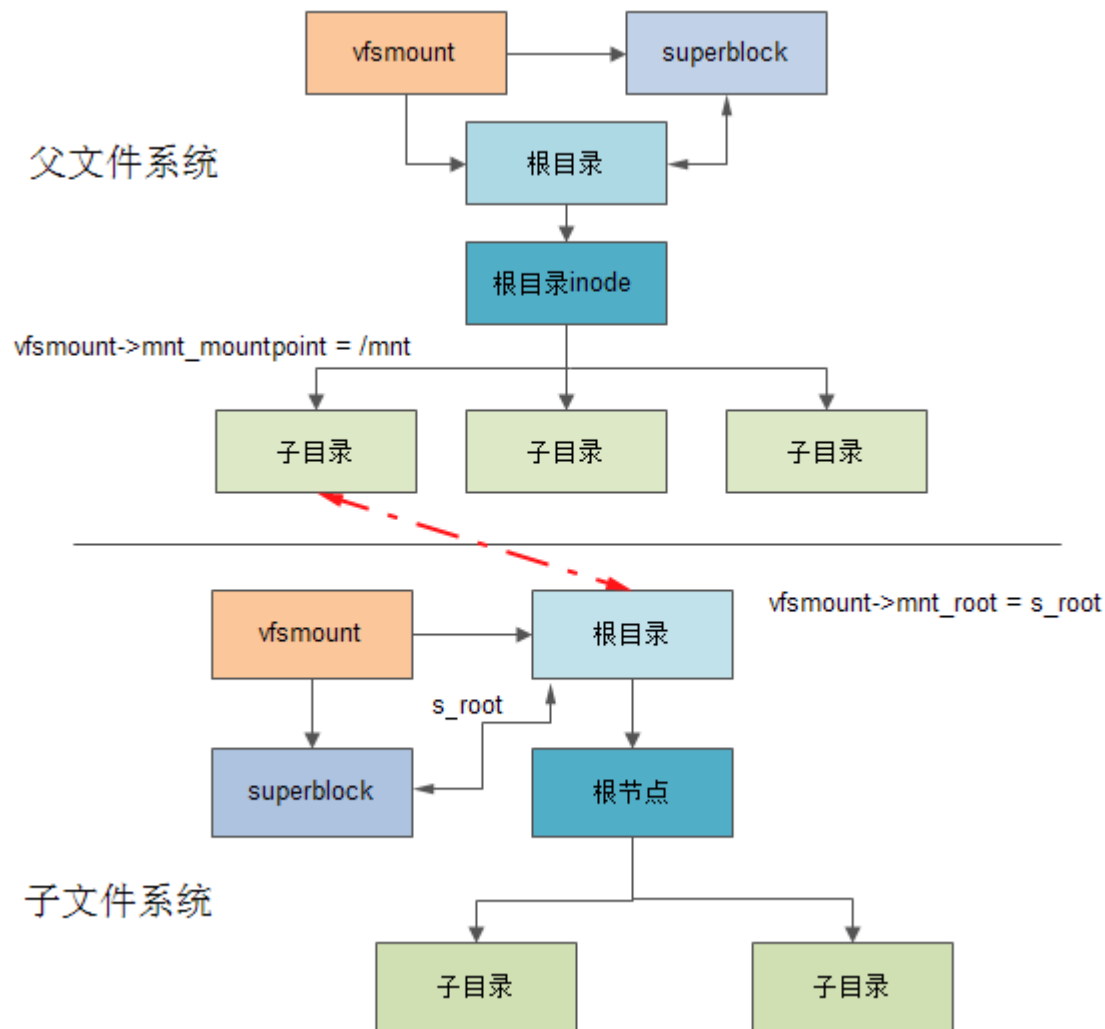 vfsmount
superblock
父文件系统
根目录
根目录inode
vfsmount->mnt_mountpoint = /mnt
子目录
子目录
子目录
vfsmount
根目录
vfsmount->mnt_root = s_root
s_root
superblock
根节点
子文件系统
子目录
子目录